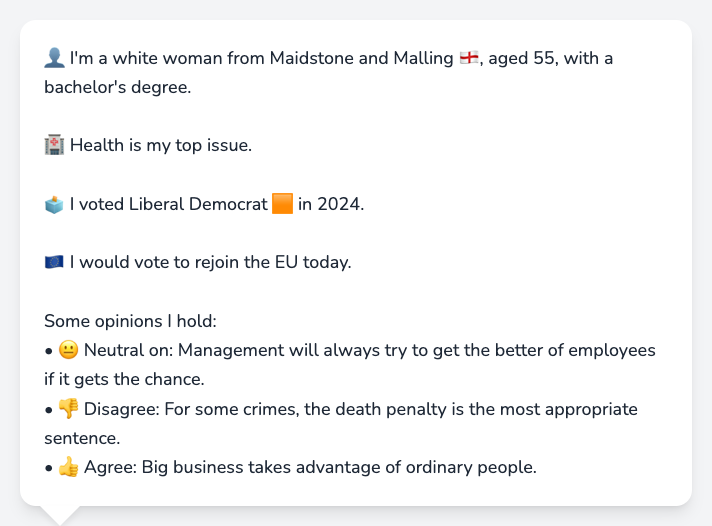 👤 I'm a white woman from Maidstone and Malling 🏴󠁧󠁢󠁥󠁮󠁧󠁿, aged 55, with a
bachelor's degree.
🏥 Health is my top issue.
🗳️ I voted Liberal Democrat 🟧 in 2024.
🇪🇺 I would vote to rejoin the EU today.
Some opinions I hold:
• 😐 Neutral on: Management will always try to get the better of employees
if it gets the chance.
• 👎 Disagree: For some crimes, the death penalty is the most appropriate
sentence.
• 👍 Agree: Big business takes advantage of ordinary people.